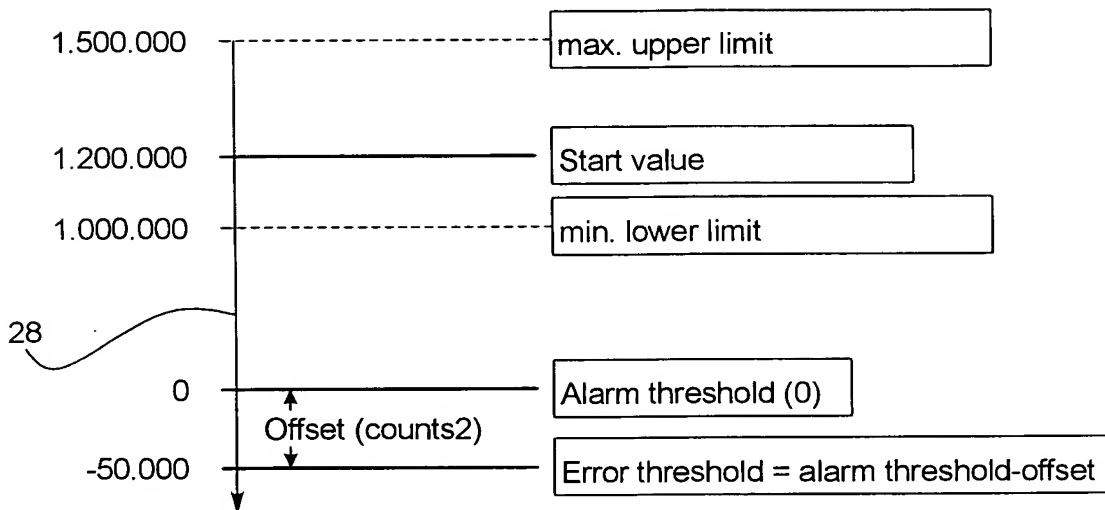 1.500.000 max. upper limit
1.200.000 Start value
1.000.000 min. lower limit
28
0 Alarm threshold (0)
Offset (counts2)
-50.000 Error threshold = alarm threshold-offset